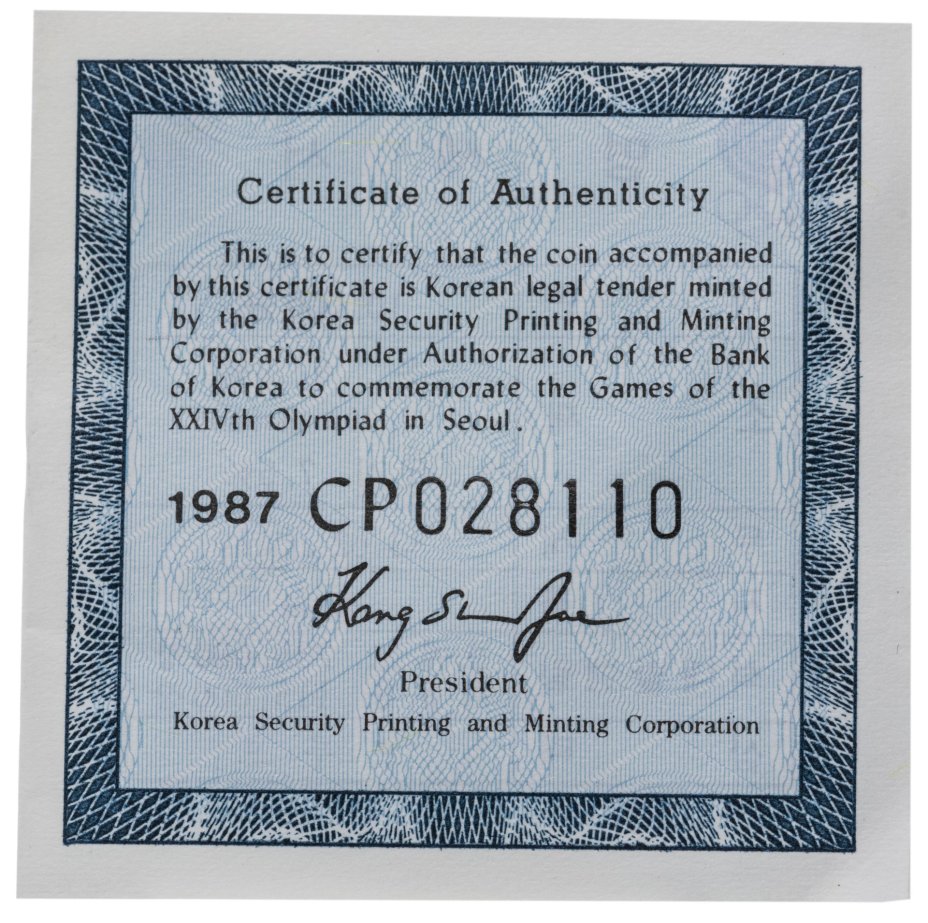 Certificate of Authenticity
This is to certify that the coin accompanied
by this certificate is Korean legal tender minted
by the Korea Security Printing and Minting
Corporation under Authorization of the Bank
of Korea to commemorate the Games of the
XXIVth Olympiad in Seoul.
1987 CP028110
President
Korea Security Printing and Minting Corporation